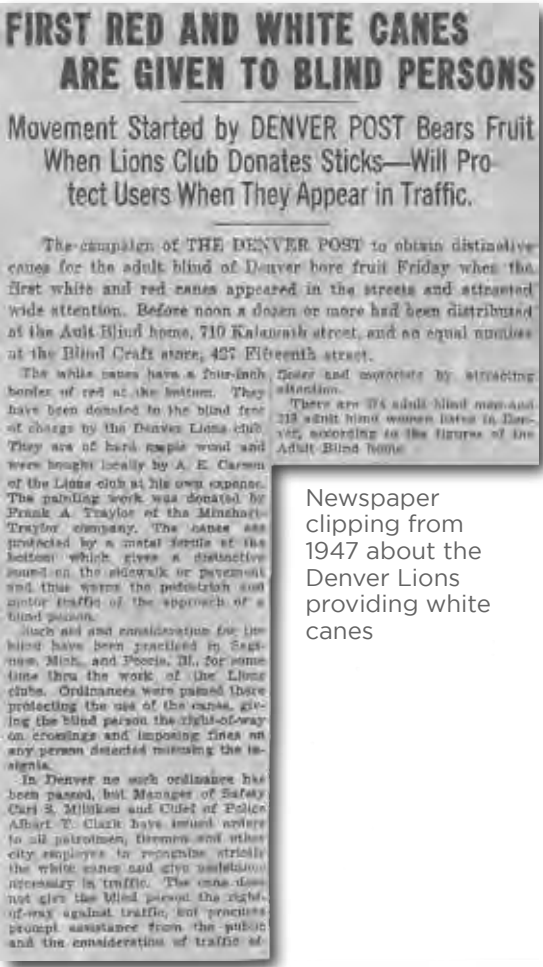 FIRST RED AND WHITE CANES
ARE GIVEN TO BLIND PERSONS
Movement Started by DENVER POST Bears Fruit
When Lions Club Donates Sticks—Will Pro-
tect Users When They Appear in Traffic.
The campaign of THE DENVER POST to obtain distinctive
canes for the adult blind of Denver bore fruit Friday when the
first white and red canes appeared in the streets and attracted
wide attention. Before noon a dozen or more had been distributed
at the Ault Blind home, 710 Kalamath street, and an equal number
at the Blind Craft store, 427 Fifteenth street.
The white canes have a four-inch
border of red at the bottom. They
have been donated to the blind free
of charge by the Denver Lions club.
They are of hard maple wood and
were bought locally by A. E. Carson
of the Lions club at his own expense.
The painting work was donated by
Frank A. Traylor of the Minehart-
Traylor company. The canes are
protected by a metal ferule at the
bottom which gives a distinctive
sound on the sidewalk or pavement
and thus warns the pedestrian and
motor traffic of the approach of a
blind person.
Such aid and consideration for the
blind have been practiced in Sagi-
naw, Mich., and Peoria, Ill., for some
time thru the work of the Lions
clubs. Ordinances were passed there
protecting the use of the canes, giv-
ing the blind person the right-of-way
on crossings and imposing fines on
any person detected misusing the in-
signia.
In Denver no such ordinance has
been passed, but Manager of Safety
Carl S. Milliken and Chief of Police
Albert T. Clark have issued orders
to all patrolmen, firemen and other
city employes to recognize strictly
the white canes and give assistance
necessary in traffic. The cane does
not give the blind person the right-
of-way against traffic, but procures
prompt assistance from the public
and the consideration of traffic of-
ficers and motorists by attracting
attention.
There are adult blind men and
adult blind women listed in Den-
ver, according to the figures of the
Adult Blind home.
Newspaper
clipping from
1947 about the
Denver Lions
providing white
canes